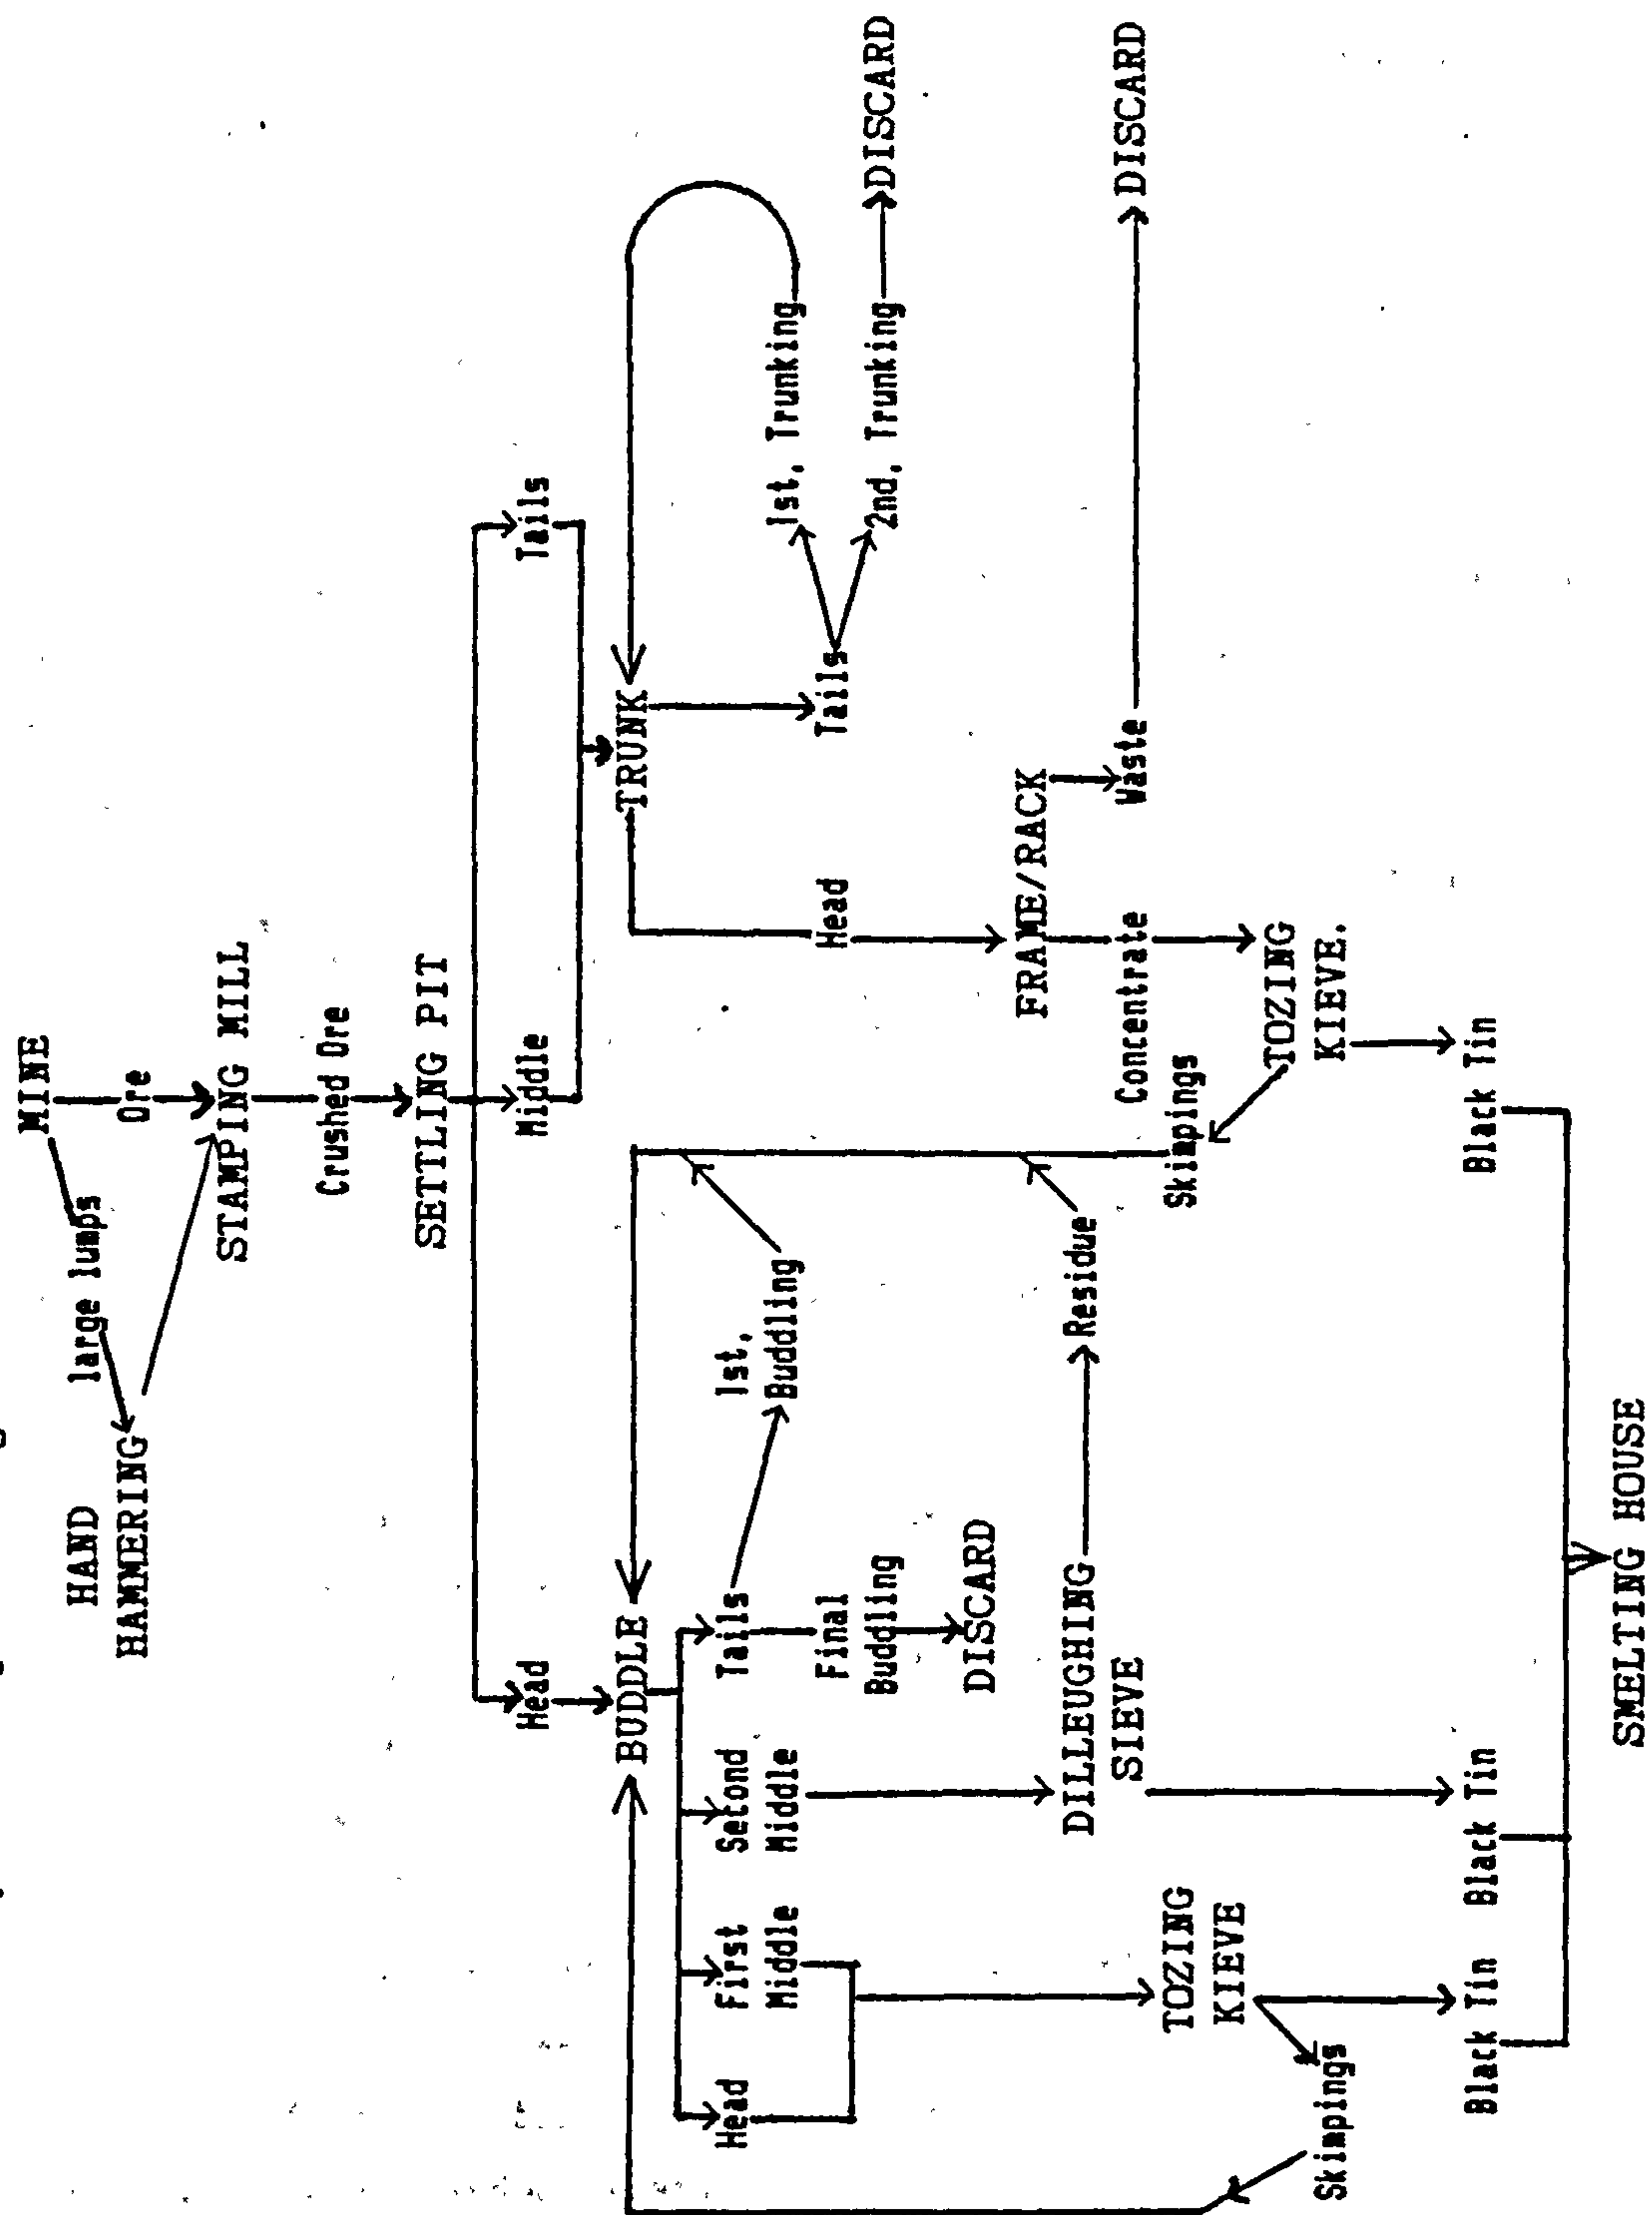 MINE
HAND
HAMMERING
large lumps
Ore
STAMPING MILL
Crushed Ore
SETTLING PIT
Head
Middle
Tails
BUDDLE
TRUNK
Head
First
Middle
Second
Middle
Tails
1st.
Buddling
Final
Buddling
DISCARD
Head
Tails
1st. Trunking
2nd. Trunking
DISCARD
DILLEUGHING
SIEVE
Residue
FRAME/RACK
Concentrate
Waste
DISCARD
TOZING
KIEVE
Skimpings
Skimpings
TOZING
KIEVE.
Black Tin
Black Tin
Black Tin
SMELTING HOUSE